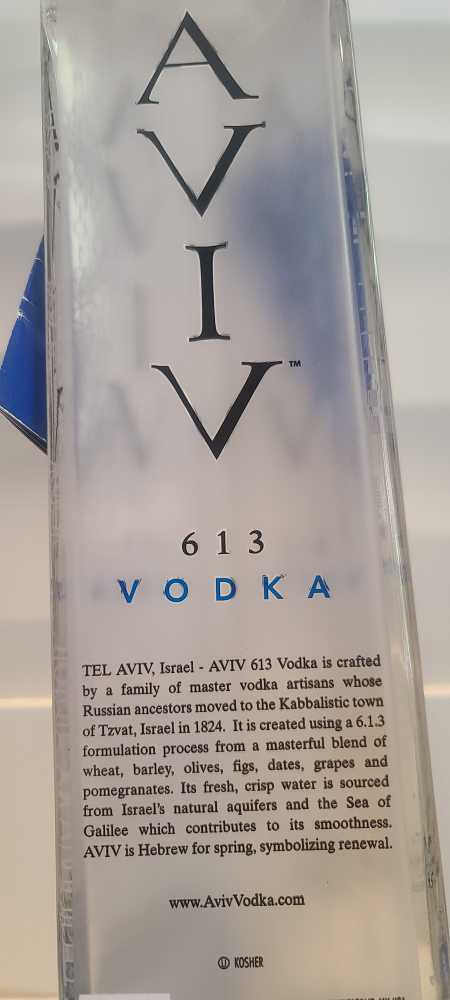 A
V
I
V™
613
VODKA
TEL AVIV, Israel - AVIV 613 Vodka is crafted
by a family of master vodka artisans whose
Russian ancestors moved to the Kabbalistic town
of Tzvat, Israel in 1824. It is created using a 6.1.3
formulation process from a masterful blend of
wheat, barley, olives, figs, dates, grapes and
pomegranates. Its fresh, crisp water is sourced
from Israel's natural aquifers and the Sea of
Galilee which contributes to its smoothness.
AVIV is Hebrew for spring, symbolizing renewal.
www.AvivVodka.com
Ⓤ KOSHER